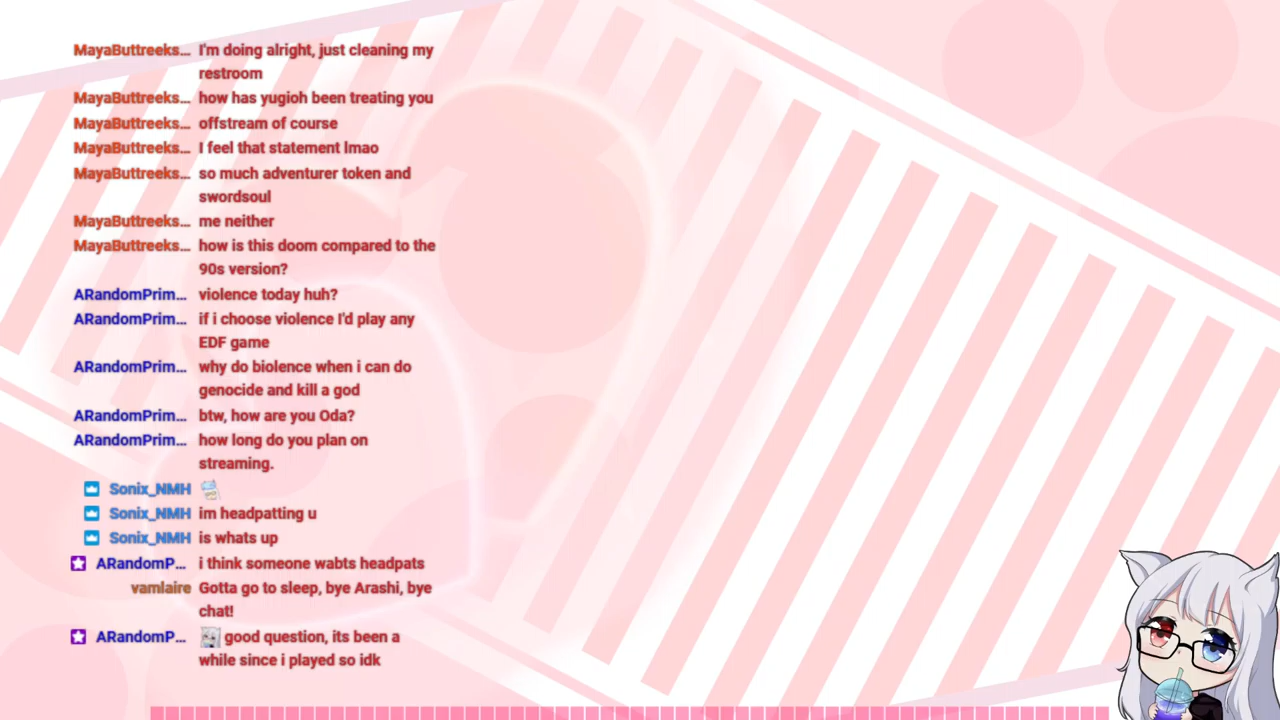 MayaButtreeks... I'm doing alright, just cleaning my
restroom
MayaButtreeks... how has yugioh been treating you
MayaButtreeks... offstream of course
MayaButtreeks... I feel that statement lmao
MayaButtreeks... so much adventurer token and
swordsoul
MayaButtreeks... me neither
MayaButtreeks... how is this doom compared to the
90s version?
ARandomPrim... violence today huh?
ARandomPrim... if i choose violence I'd play any
EDF game
ARandomPrim... why do biolence when i can do
genocide and kill a god
ARandomPrim... btw, how are you Oda?
ARandomPrim... how long do you plan on
streaming.
Sonix_NMH
Sonix_NMH im headpatting u
Sonix_NMH is whats up
ARandomP... i think someone wabts headpats
vamlaire Gotta go to sleep, bye Arashi, bye
chat!
ARandomP... good question, its been a
while since i played so idk